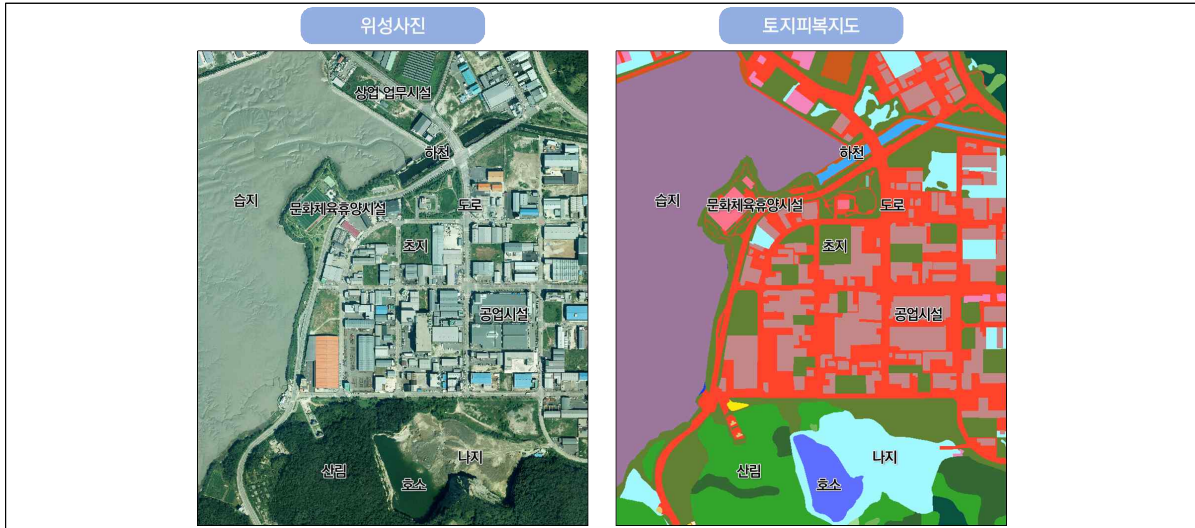 위성사진
토지피복지도
상업 업무시설
하천
습지
문화체육휴양시설
도로
초지
공업시설
산림
호소
나지
하천
습지
문화체육휴양시설
도로
초지
공업시설
산림
호소
나지